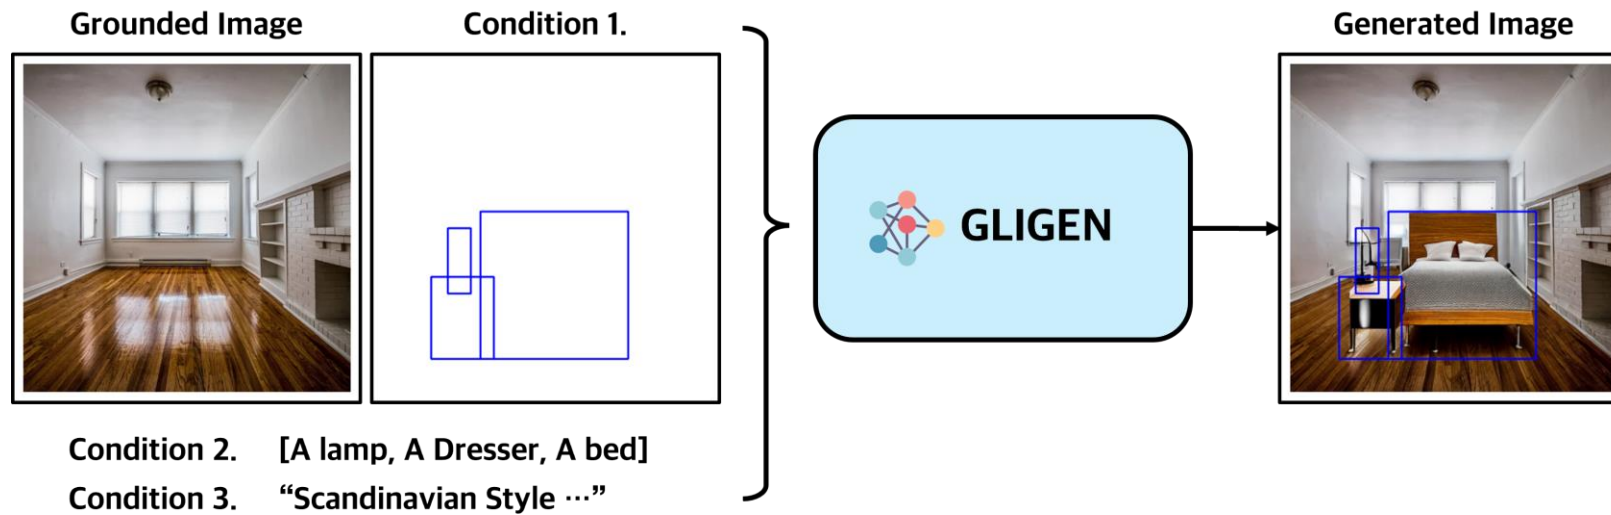 Grounded Image
Condition 1.
Generated Image
GLIGEN
Condition 2. [A lamp, A Dresser, A bed]
Condition 3. “Scandinavian Style ⋯”